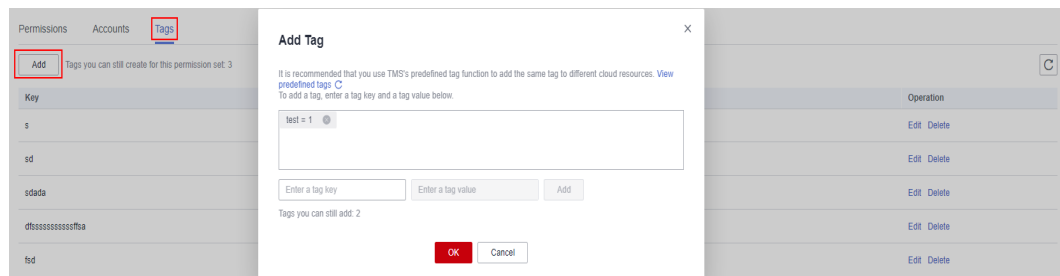 Permissions Accounts Tags
Add Tags you can still create for this permission set: 3
Key Operation
s Edit Delete
sd Edit Delete
sdada Edit Delete
dfsssssssssssffsa Edit Delete
fsd Edit Delete
Add Tag
It is recommended that you use TMS's predefined tag function to add the same tag to different cloud resources. View
predefined tags
To add a tag, enter a tag key and a tag value below.
test = 1
Enter a tag key Enter a tag value Add
Tags you can still add: 2
OK Cancel